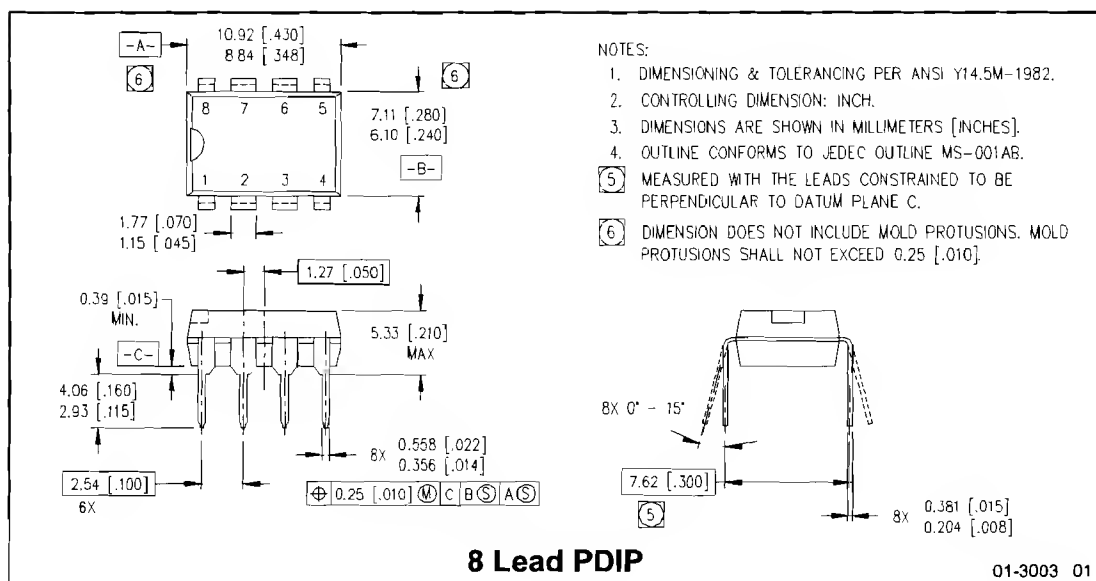 -A-
10.92 [.430]
8.84 [ 348]
6
6
8 7 6 5
7.11 [.280]
6.10 [.240]
-B-
1 2 3 4
1.77 [.070]
1.15 [ 045]
1.27 [.050]
0.39 [.015]
MIN.
-C-
5.33 [.210]
MAX
4.06 [.160]
2.93 [.115]
8X 0.558 [.022]
0.356 [.014]
2.54 [.100]
6X
⌖ 0.25 [.010] Ⓜ C B Ⓢ A Ⓢ
NOTES:
1. DIMENSIONING & TOLERANCING PER ANSI Y14.5M-1982.
2. CONTROLLING DIMENSION: INCH.
3. DIMENSIONS ARE SHOWN IN MILLIMETERS [INCHES].
4. OUTLINE CONFORMS TO JEDEC OUTLINE MS-001AB.
5 MEASURED WITH THE LEADS CONSTRAINED TO BE
PERPENDICULAR TO DATUM PLANE C.
6 DIMENSION DOES NOT INCLUDE MOLD PROTUSIONS. MOLD
PROTUSIONS SHALL NOT EXCEED 0.25 [.010].
8X 0° - 15°
7.62 [.300]
5
8X 0.381 [.015]
0.204 [.008]
8 Lead PDIP
01-3003 01